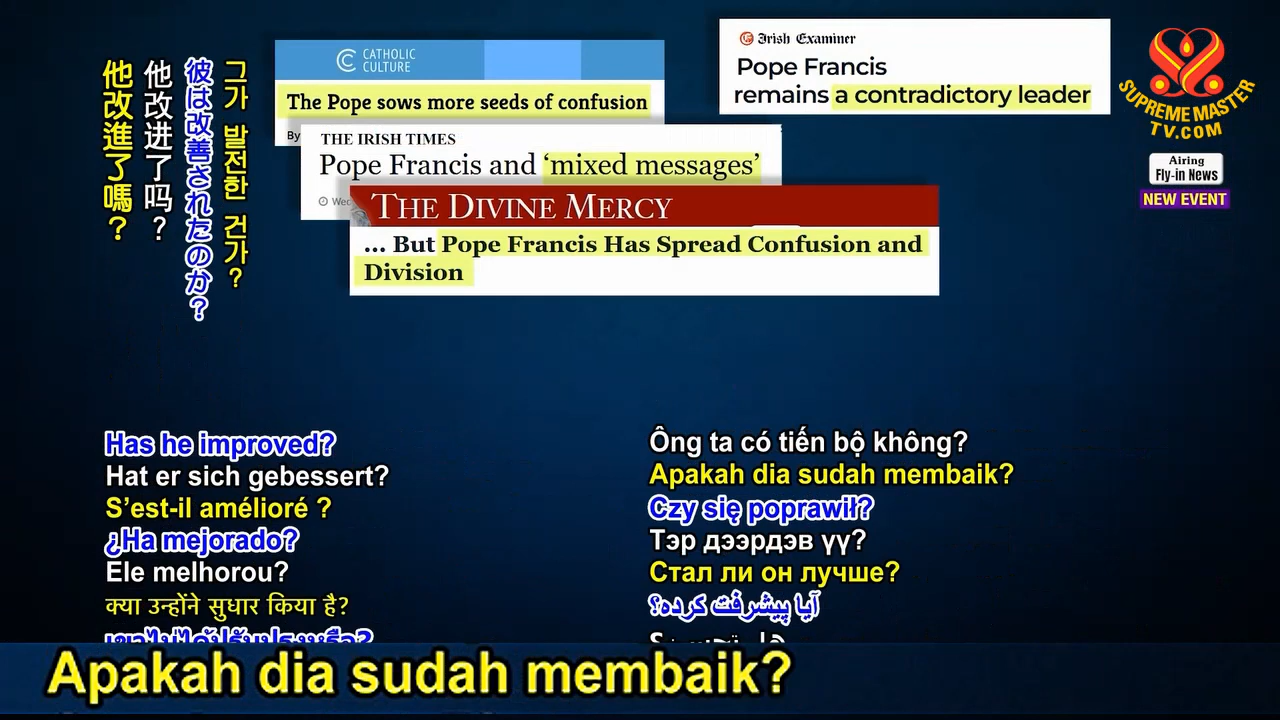 他改進了嗎？
他改进了吗？
彼は改善されたのか？
그가 발전한 건가？
CATHOLIC
CULTURE
The Pope sows more seeds of confusion
By
THE IRISH TIMES
Pope Francis and ‘mixed messages’
Wed
THE DIVINE MERCY
... But Pope Francis Has Spread Confusion and
Division
Irish Examiner
Pope Francis
remains a contradictory leader
SUPREME MASTER
TV.COM
Airing
Fly-in News
NEW EVENT
Has he improved?
Hat er sich gebessert?
S’est-il amélioré ?
¿Ha mejorado?
Ele melhorou?
क्या उन्होंने सुधार किया है?
Ông ta có tiến bộ không?
Apakah dia sudah membaik?
Czy się poprawił?
Тэр дээрдэв үү?
Стал ли он лучше?
آیا پیشرفت کرده؟
Apakah dia sudah membaik?